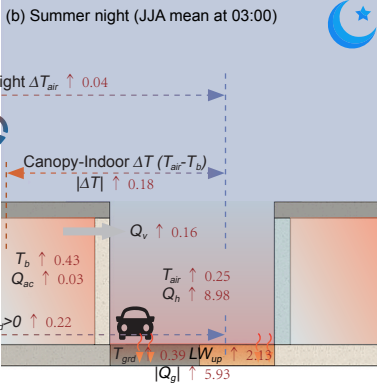 (b) Summer night (JJA mean at 03:00)
ight ΔT_air ↑ 0.04
Canopy-Indoor ΔT (T_air-T_b)
|ΔT| ↑ 0.18
Q_v ↑ 0.16
T_b ↑ 0.43
Q_ac ↑ 0.03
T_air ↑ 0.25
Q_h ↑ 8.98
>0 ↑ 0.22
T_grd ↑ 0.39 LW_up ↑ 2.13
|Q_g| ↑ 5.93